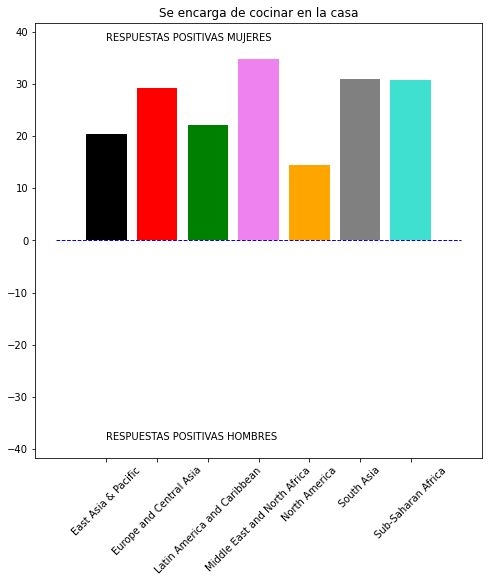 Se encarga de cocinar en la casa
40
RESPUESTAS POSITIVAS MUJERES
30
20
10
0
−10
−20
−30
RESPUESTAS POSITIVAS HOMBRES
−40
East Asia & Pacific
Europe and Central Asia
Latin America and Caribbean
Middle East and North Africa
North America
South Asia
Sub-Saharan Africa